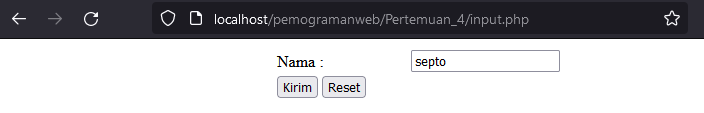 localhost/pemogramanweb/Pertemuan_4/input.php
Nama : septo
Kirim Reset